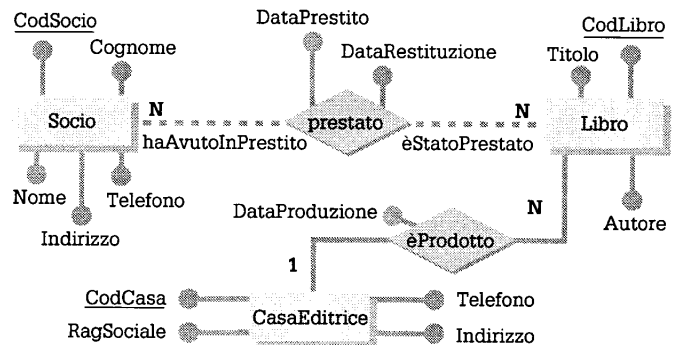 CodSocio
DataPrestito
CodLibro
Cognome
DataRestituzione
Titolo
Socio
N
prestato
N
Libro
haAvutoInPrestito
èStatoPrestato
Nome
Telefono
Indirizzo
DataProduzione
N
Autore
èProdotto
1
CodCasa
Telefono
RagSociale
CasaEditrice
Indirizzo